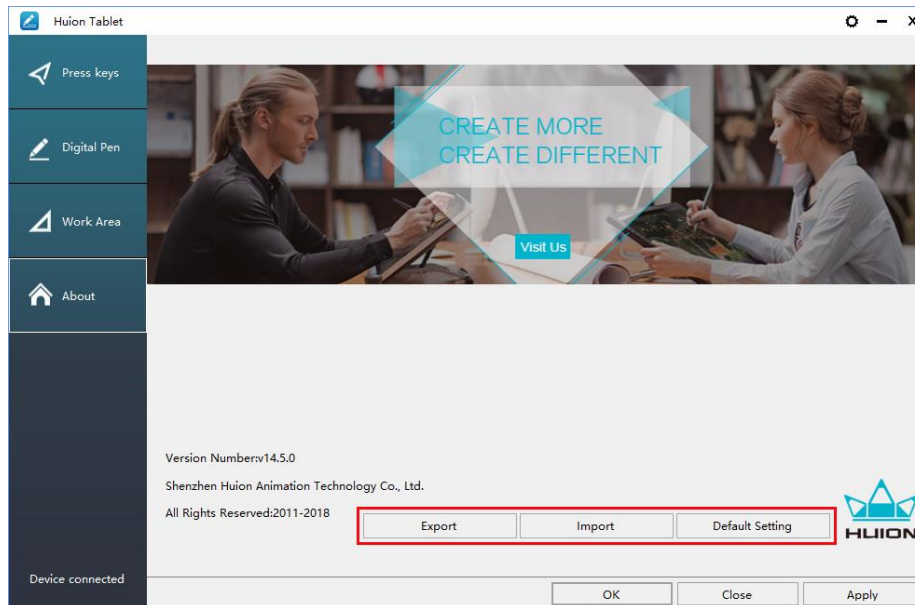 Huion Tablet
Press keys
Digital Pen
Work Area
About
CREATE MORE
CREATE DIFFERENT
Visit Us
Version Number:v14.5.0
Shenzhen Huion Animation Technology Co., Ltd.
All Rights Reserved:2011-2018
Export
Import
Default Setting
HUION
Device connected
OK
Close
Apply